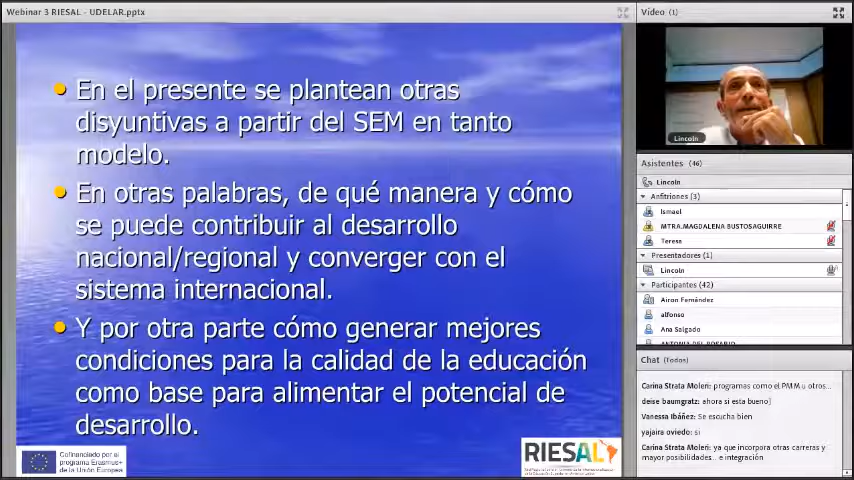 Webinar 3 RIESAL - UDELAR.pptx
En el presente se plantean otras
disyuntivas a partir del SEM en tanto
modelo.
En otras palabras, de qué manera y cómo
se puede contribuir al desarrollo
nacional/regional y converger con el
sistema internacional.
Y por otra parte cómo generar mejores
condiciones para la calidad de la educación
como base para alimentar el potencial de
desarrollo.
Cofinanciado por el
programa Erasmus+
de la Unión Europea
RIESAL
Vídeo (1)
Lincoln
Asistentes (46)
Lincoln
Anfitriones (3)
Ismael
MTRA.MAGDALENA BUSTOSAGUIRRE
Teresa
Presentadores (1)
Lincoln
Participantes (42)
Airon Fernández
alfonso
Ana Salgado
Chat (Todos)
Carina Strata Moleri: programas como el PMM u otros...
deise baumgratz: ahora si esta bueno]
Vanessa Ibáñez: Se escucha bien
yajaira oviedo: si
Carina Strata Moleri: ya que incorpora otras carreras y
mayor posibilidades... e integración